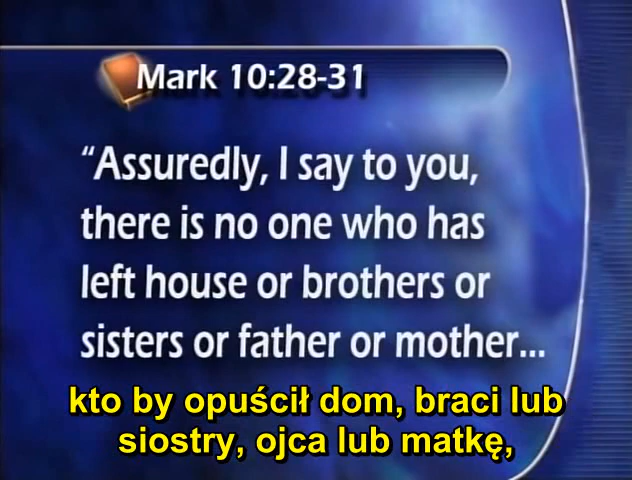 Mark 10:28-31
“Assuredly, I say to you,
there is no one who has
left house or brothers or
sisters or father or mother...
kto by opuścił dom, braci lub
siostry, ojca lub matkę,